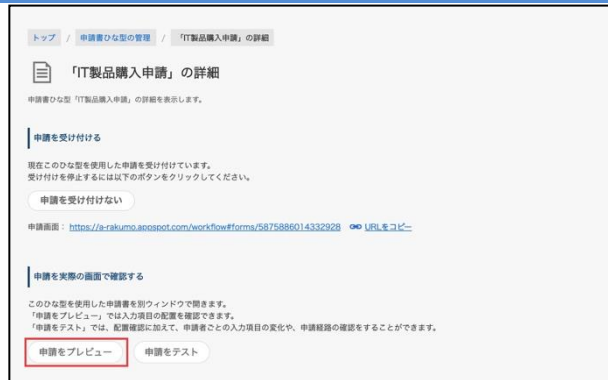 トップ / 申請書ひな型の管理 / 「IT製品購入申請」の詳細
「IT製品購入申請」の詳細
申請書ひな型「IT製品購入申請」の詳細を表示します。
申請を受け付ける
現在このひな型を使用した申請を受け付けています。
受け付けを停止するには以下のボタンをクリックしてください。
申請を受け付けない
申請画面： https://a-rakumo.appspot.com/workflow#forms/5875886014332928 URLをコピー
申請を実際の画面で確認する
このひな型を使用した申請書を別ウィンドウで開きます。
「申請をプレビュー」では入力項目の配置を確認できます。
「申請をテスト」では、配置確認に加えて、申請者ごとの入力項目の変化や、申請経路の確認をすることができます。
申請をプレビュー 申請をテスト